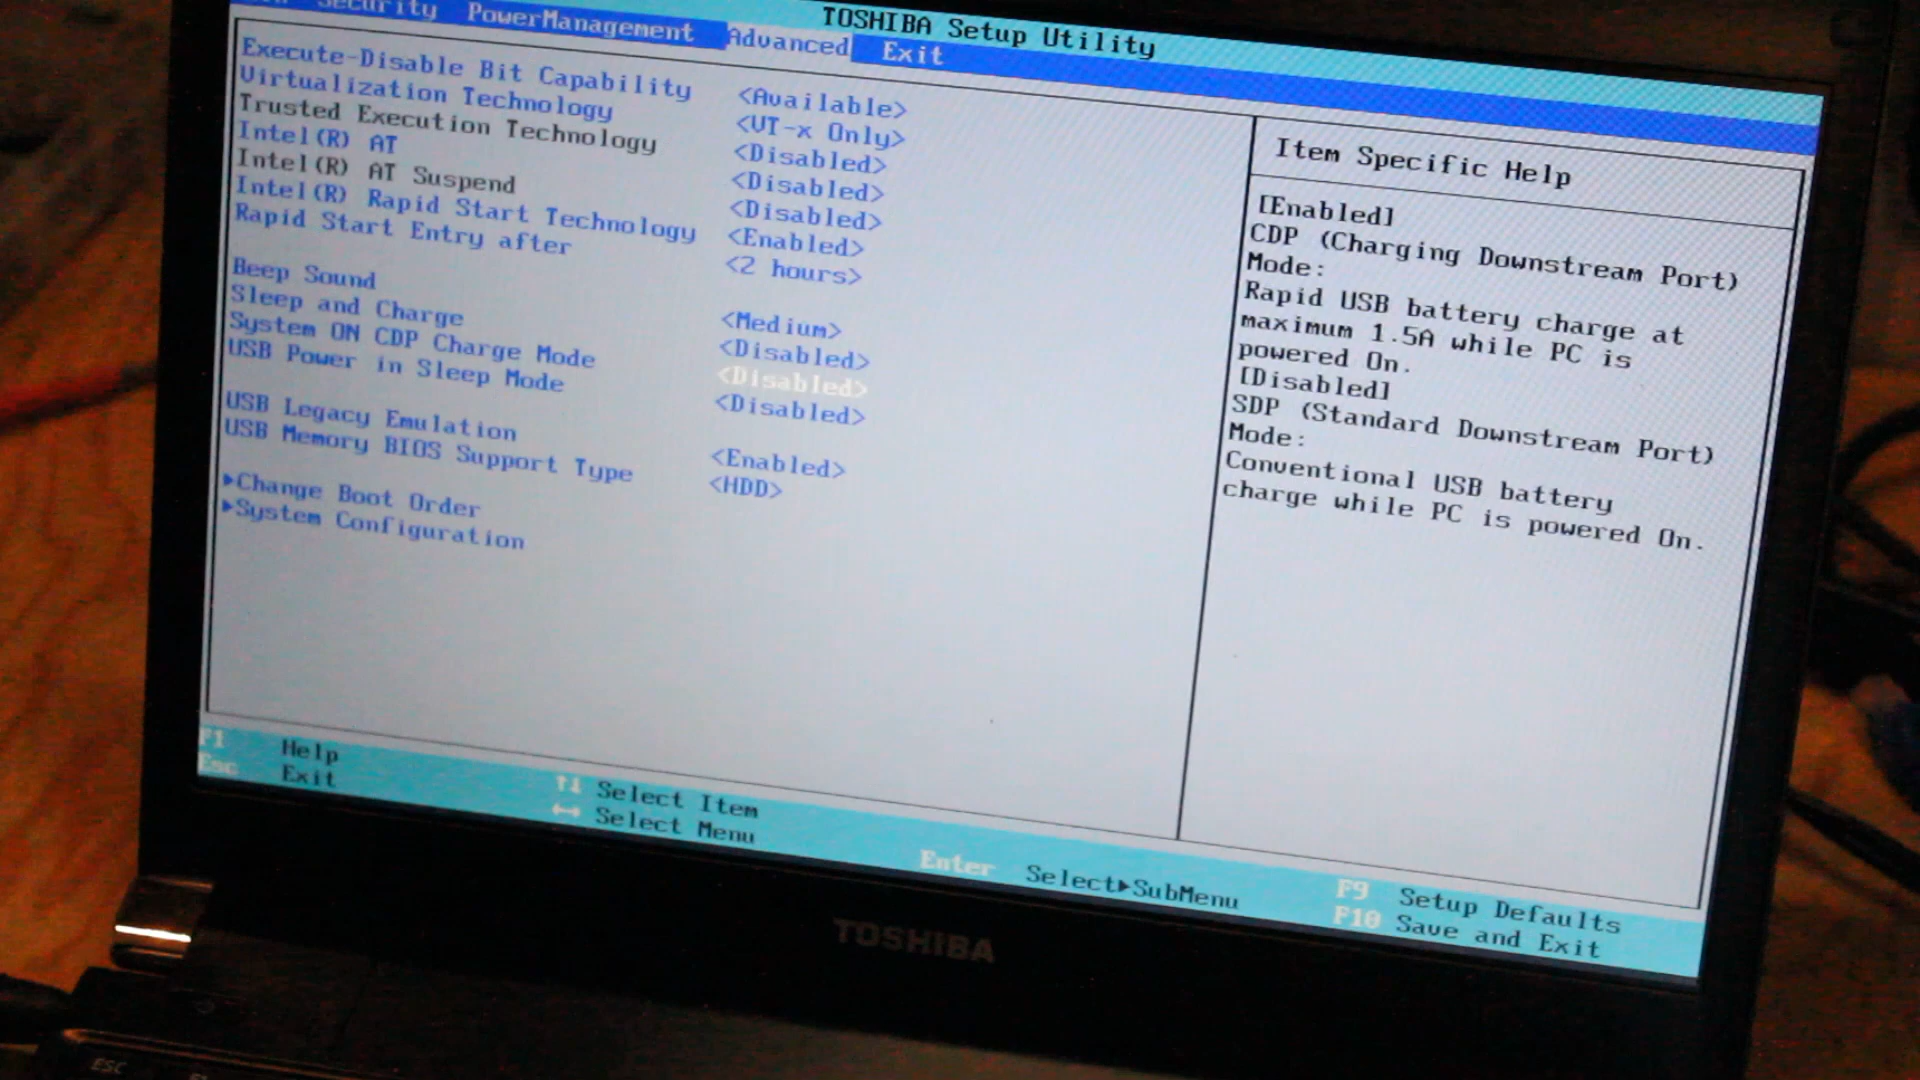 TOSHIBA Setup Utility
Security PowerManagement Advanced Exit
Execute-Disable Bit Capability <Available>
Virtualization Technology <VT-x Only>
Trusted Execution Technology <Disabled>
Intel(R) AT <Disabled>
Intel(R) AT Suspend <Disabled>
Intel(R) Rapid Start Technology <Enabled>
Rapid Start Entry after <2 hours>
Beep Sound <Medium>
Sleep and Charge <Disabled>
System ON CDP Charge Mode <Disabled>
USB Power in Sleep Mode <Disabled>
USB Legacy Emulation <Enabled>
USB Memory BIOS Support Type <HDD>
▶Change Boot Order
▶System Configuration
Item Specific Help
[Enabled]
CDP (Charging Downstream Port)
Mode:
Rapid USB battery charge at
maximum 1.5A while PC is
powered On.
[Disabled]
SDP (Standard Downstream Port)
Mode:
Conventional USB battery
charge while PC is powered On.
F1 Help ↑↓ Select Item F9 Setup Defaults
Esc Exit ↔ Select Menu Enter Select▶SubMenu F10 Save and Exit
TOSHIBA
ESC